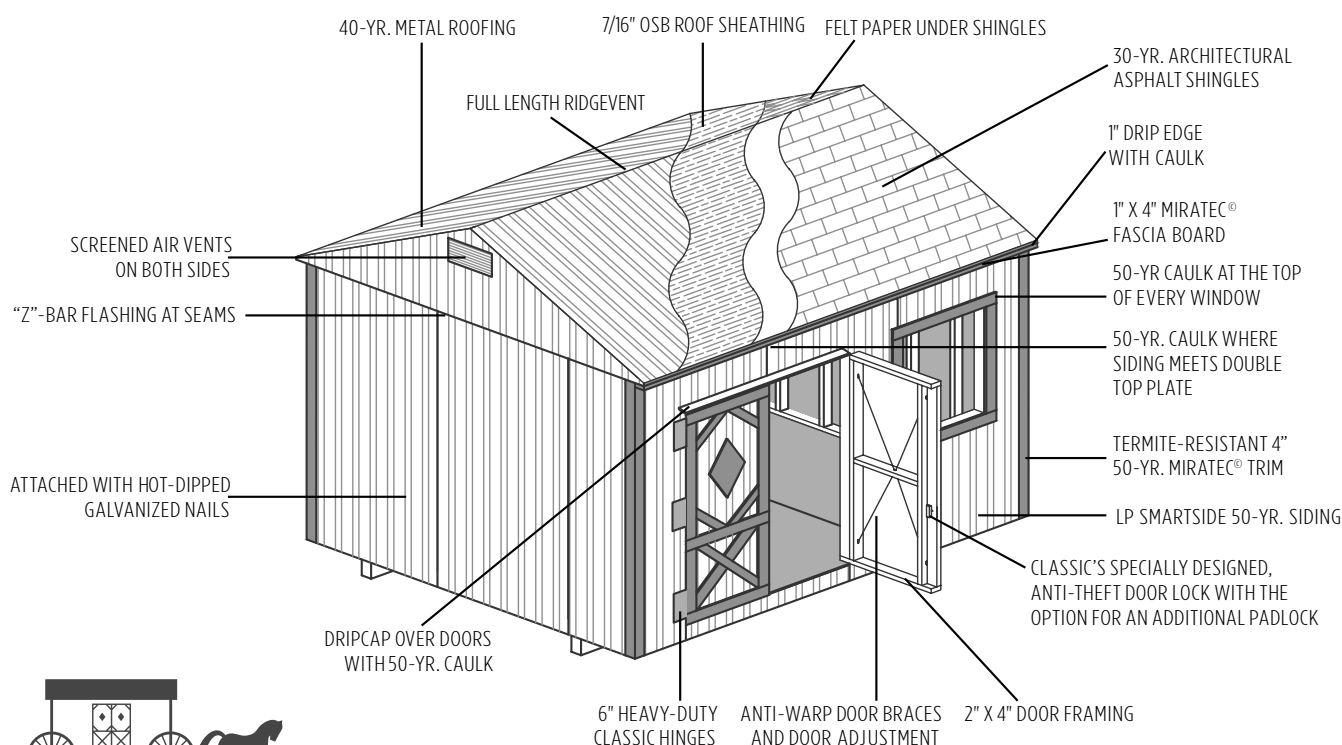 40-YR. METAL ROOFING
7/16" OSB ROOF SHEATHING
FELT PAPER UNDER SHINGLES
30-YR. ARCHITECTURAL
ASPHALT SHINGLES
FULL LENGTH RIDGEVENT
1" DRIP EDGE
WITH CAULK
1" X 4" MIRATEC©
FASCIA BOARD
SCREENED AIR VENTS
ON BOTH SIDES
50-YR CAULK AT THE TOP
OF EVERY WINDOW
“Z”-BAR FLASHING AT SEAMS
50-YR. CAULK WHERE
SIDING MEETS DOUBLE
TOP PLATE
TERMITE-RESISTANT 4”
50-YR. MIRATEC© TRIM
ATTACHED WITH HOT-DIPPED
GALVANIZED NAILS
LP SMARTSIDE 50-YR. SIDING
CLASSIC'S SPECIALLY DESIGNED,
ANTI-THEFT DOOR LOCK WITH THE
OPTION FOR AN ADDITIONAL PADLOCK
DRIPCAP OVER DOORS
WITH 50-YR. CAULK
6" HEAVY-DUTY
CLASSIC HINGES
ANTI-WARP DOOR BRACES
AND DOOR ADJUSTMENT
2" X 4" DOOR FRAMING